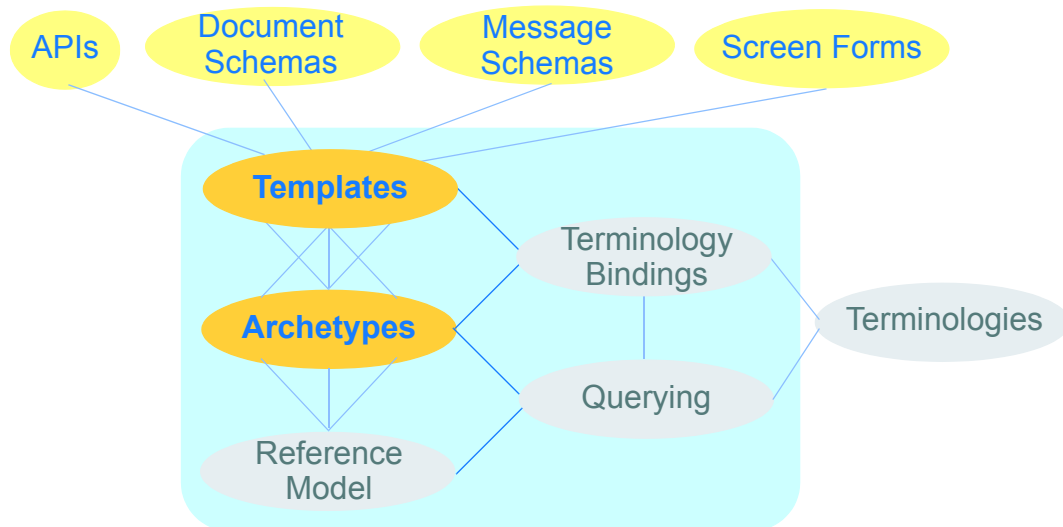 APIs
Document
Schemas
Message
Schemas
Screen Forms
Templates
Terminology
Bindings
Archetypes
Terminologies
Querying
Reference
Model